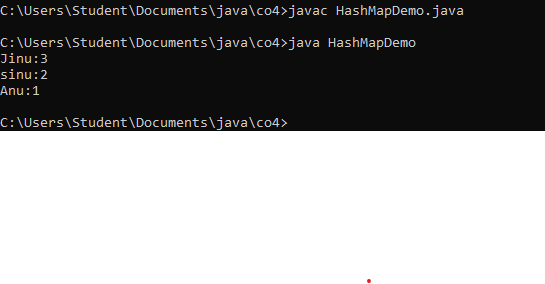 C:\Users\Student\Documents\java\co4>javac HashMapDemo.java
C:\Users\Student\Documents\java\co4>java HashMapDemo
Jinu:3
sinu:2
Anu:1
C:\Users\Student\Documents\java\co4>